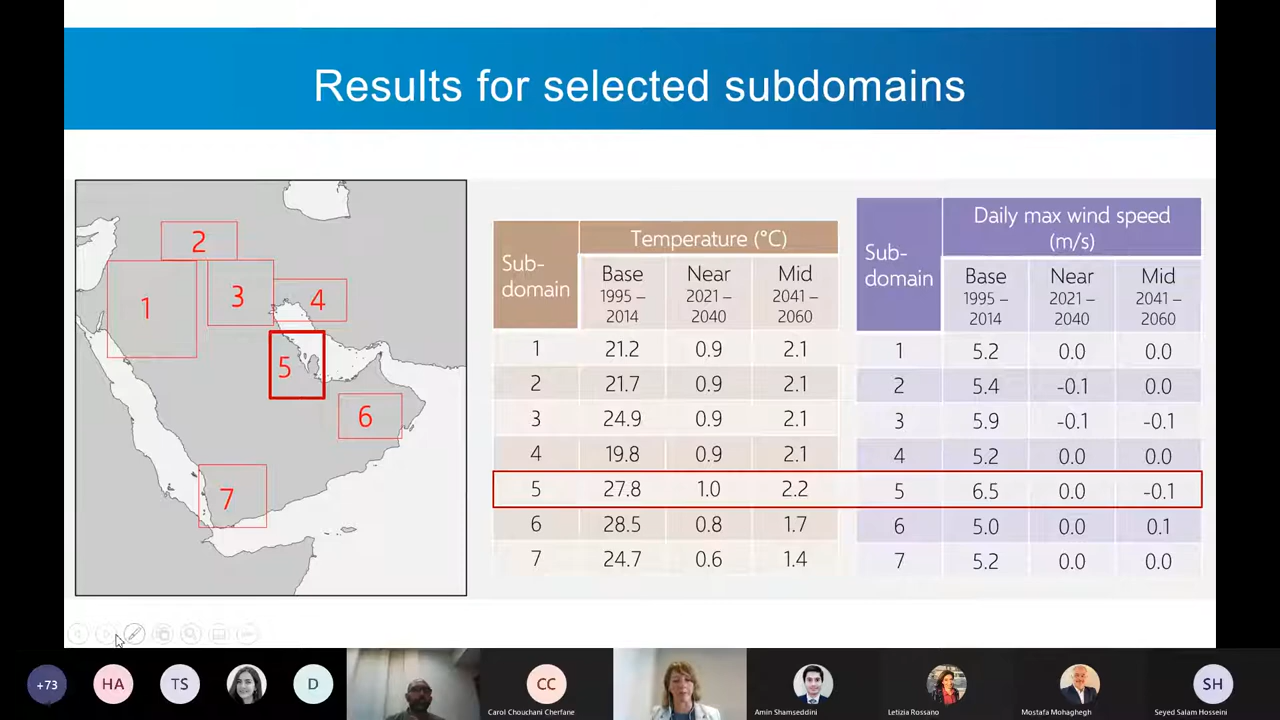 Results for selected subdomains
2
1
3
4
5
6
7
Sub-
domain
Temperature (°C)
Base
1995 –
2014
Near
2021 –
2040
Mid
2041 –
2060
1 21.2 0.9 2.1
2 21.7 0.9 2.1
3 24.9 0.9 2.1
4 19.8 0.9 2.1
5 27.8 1.0 2.2
6 28.5 0.8 1.7
7 24.7 0.6 1.4
Sub-
domain
Daily max wind speed
(m/s)
Base
1995 –
2014
Near
2021 –
2040
Mid
2041 –
2060
1 5.2 0.0 0.0
2 5.4 -0.1 0.0
3 5.9 -0.1 -0.1
4 5.2 0.0 0.0
5 6.5 0.0 -0.1
6 5.0 0.0 0.1
7 5.2 0.0 0.0
+73
HA
TS
D
CC
SH
Carol Chouchani Cherfane
Amin Shamseddini
Letizia Rossano
Mostafa Mohaghegh
Seyed Salam Hosseini